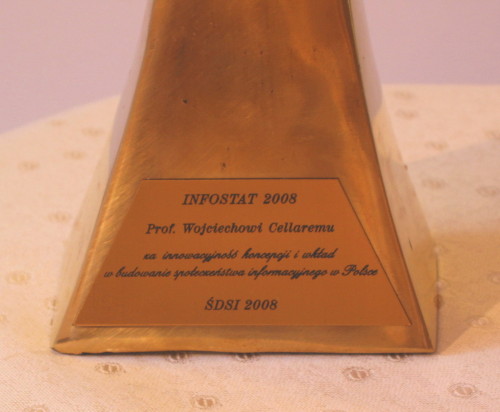 INFOSTAT 2008
Prof. Wojciechowi Cellaremu
za innowacyjność koncepcji i wkład
w budowanie społeczeństwa informacyjnego w Polsce
ŚDSI 2008